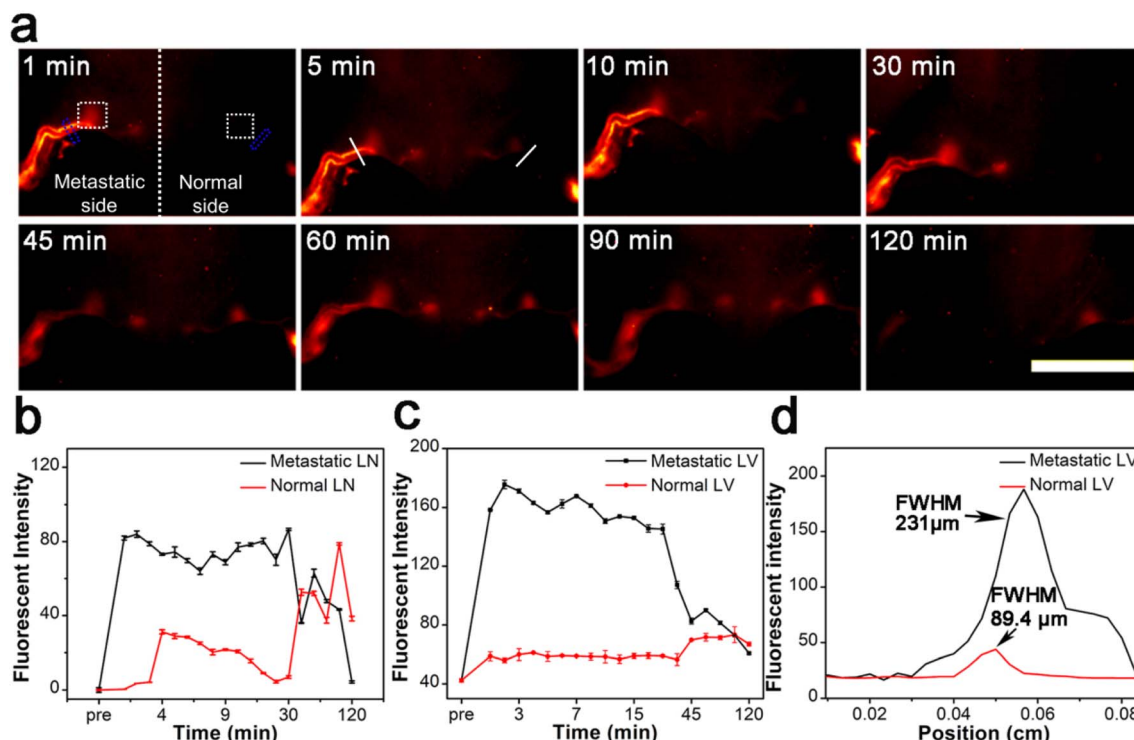 a
1 min
5 min
10 min
30 min
Metastatic
side
Normal
side
45 min
60 min
90 min
120 min
b
Fluorescent Intensity
120
80
40
0
Metastatic LN
Normal LN
pre 4 9 30 120
Time (min)
c
Fluorescent Intensity
200
160
120
80
40
Metastatic LV
Normal LV
pre 3 7 15 45 120
Time (min)
d
Fluorescent intensity
200
150
100
50
0
Metastatic LV
Normal LV
FWHM
231µm
FWHM
89.4 µm
0.02 0.04 0.06 0.08
Position (cm)